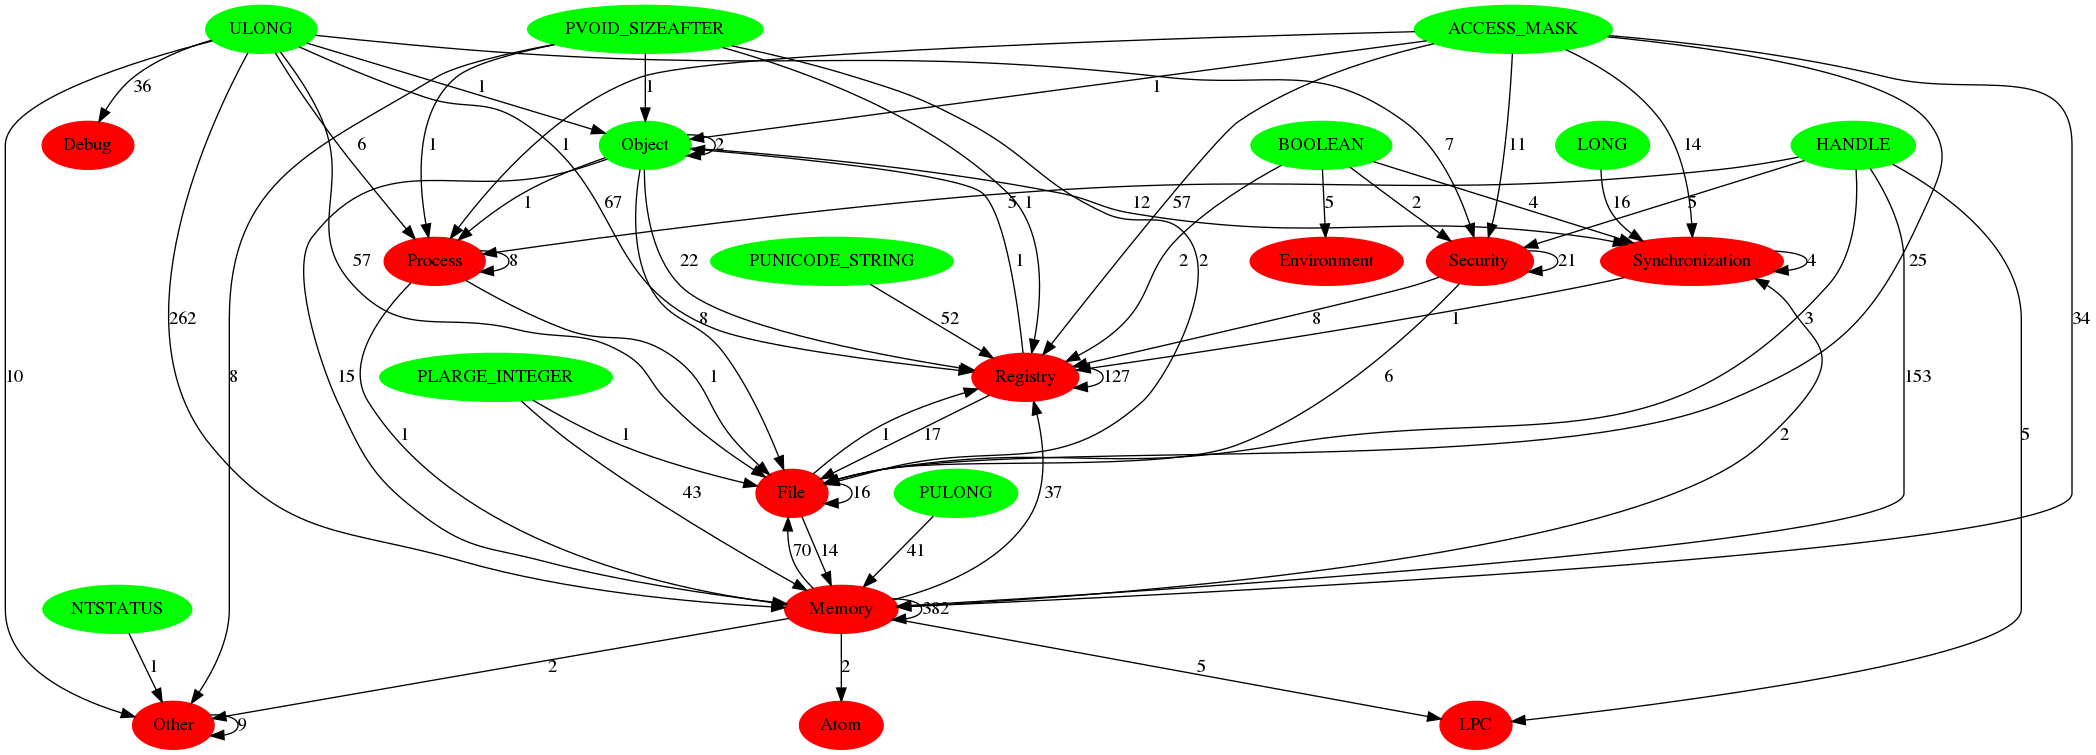 ULONG PVOID_SIZEAFTER ACCESS_MASK
36 1 1 1
Debug 6 1 1 Object 2 7 11 14 BOOLEAN LONG HANDLE
57 67 1 5 1 12 57 2 5 2 4 16 5
262 Process 8 22 PUNICODE_STRING 1 2 Environment Security 21 Synchronization 4 25
8 52 8 1 3 34
10 8 15 PLARGE_INTEGER 1 Registry 127 6 153
1 1 1 17 2 5
43 File 16 PULONG 37
70 14 41
NTSTATUS Memory 382
1 2 2 5
Other 9 Atom LPC